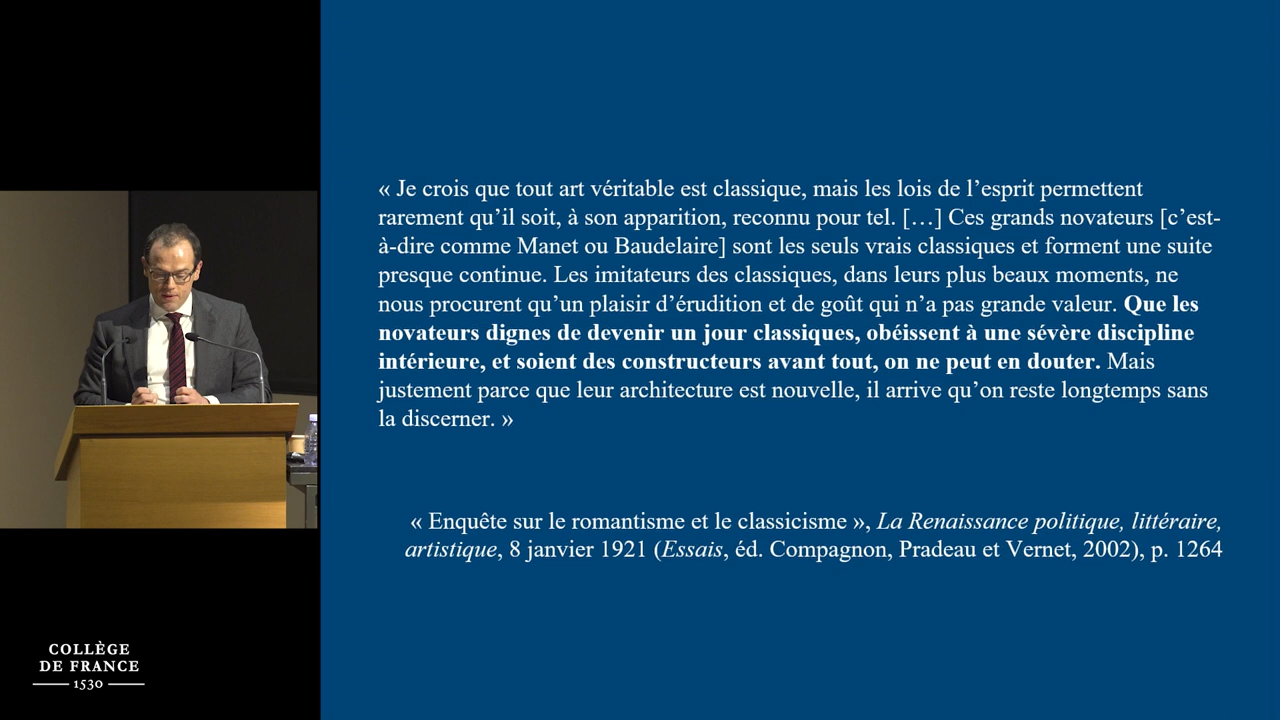 « Je crois que tout art véritable est classique, mais les lois de l’esprit permettent
rarement qu’il soit, à son apparition, reconnu pour tel. […] Ces grands novateurs [c’est-
à-dire comme Manet ou Baudelaire] sont les seuls vrais classiques et forment une suite
presque continue. Les imitateurs des classiques, dans leurs plus beaux moments, ne
nous procurent qu’un plaisir d’érudition et de goût qui n’a pas grande valeur. Que les
novateurs dignes de devenir un jour classiques, obéissent à une sévère discipline
intérieure, et soient des constructeurs avant tout, on ne peut en douter. Mais
justement parce que leur architecture est nouvelle, il arrive qu’on reste longtemps sans
la discerner. »
« Enquête sur le romantisme et le classicisme », La Renaissance politique, littéraire,
artistique, 8 janvier 1921 (Essais, éd. Compagnon, Pradeau et Vernet, 2002), p. 1264
COLLÈGE
DE FRANCE
1530